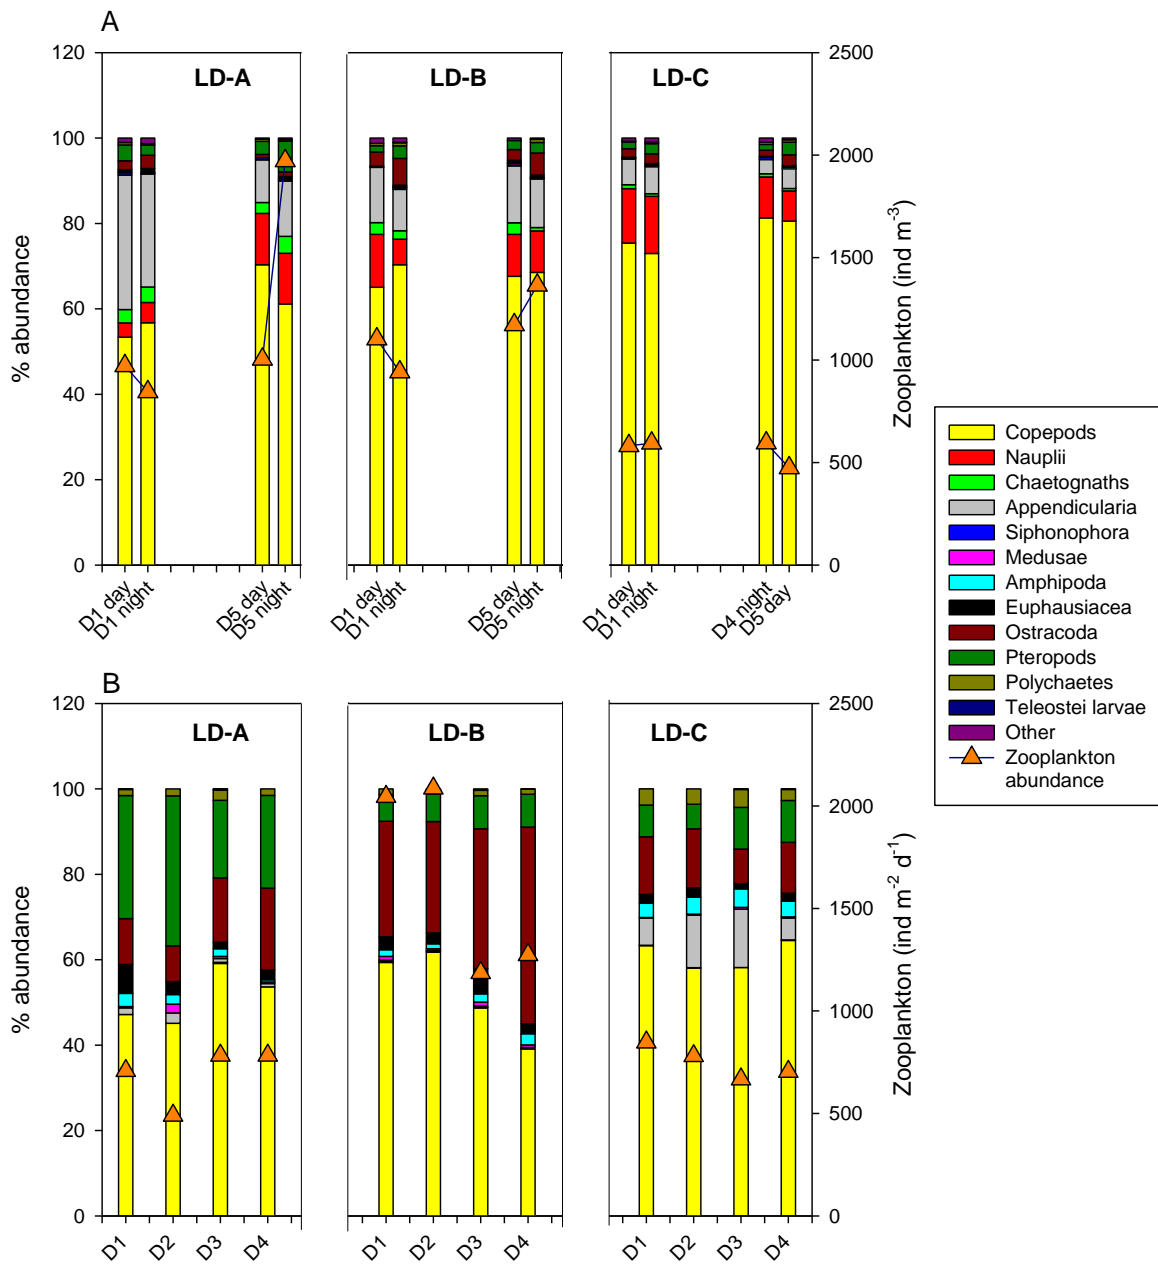 A
LD-A
LD-B
LD-C
120
100
80
60
40
20
0
% abundance
2500
2000
1500
1000
500
0
Zooplankton (ind m-3)
D1 day
D1 night
D5 day
D5 night
D1 day
D1 night
D5 day
D5 night
D1 day
D1 night
D4 night
D5 day
Copepods
Nauplii
Chaetognaths
Appendicularia
Siphonophora
Medusae
Amphipoda
Euphausiacea
Ostracoda
Pteropods
Polychaetes
Teleostei larvae
Other
Zooplankton
abundance
B
LD-A
LD-B
LD-C
120
100
80
60
40
20
0
% abundance
2500
2000
1500
1000
500
0
Zooplankton (ind m-2 d-1)
D1
D2
D3
D4
D1
D2
D3
D4
D1
D2
D3
D4